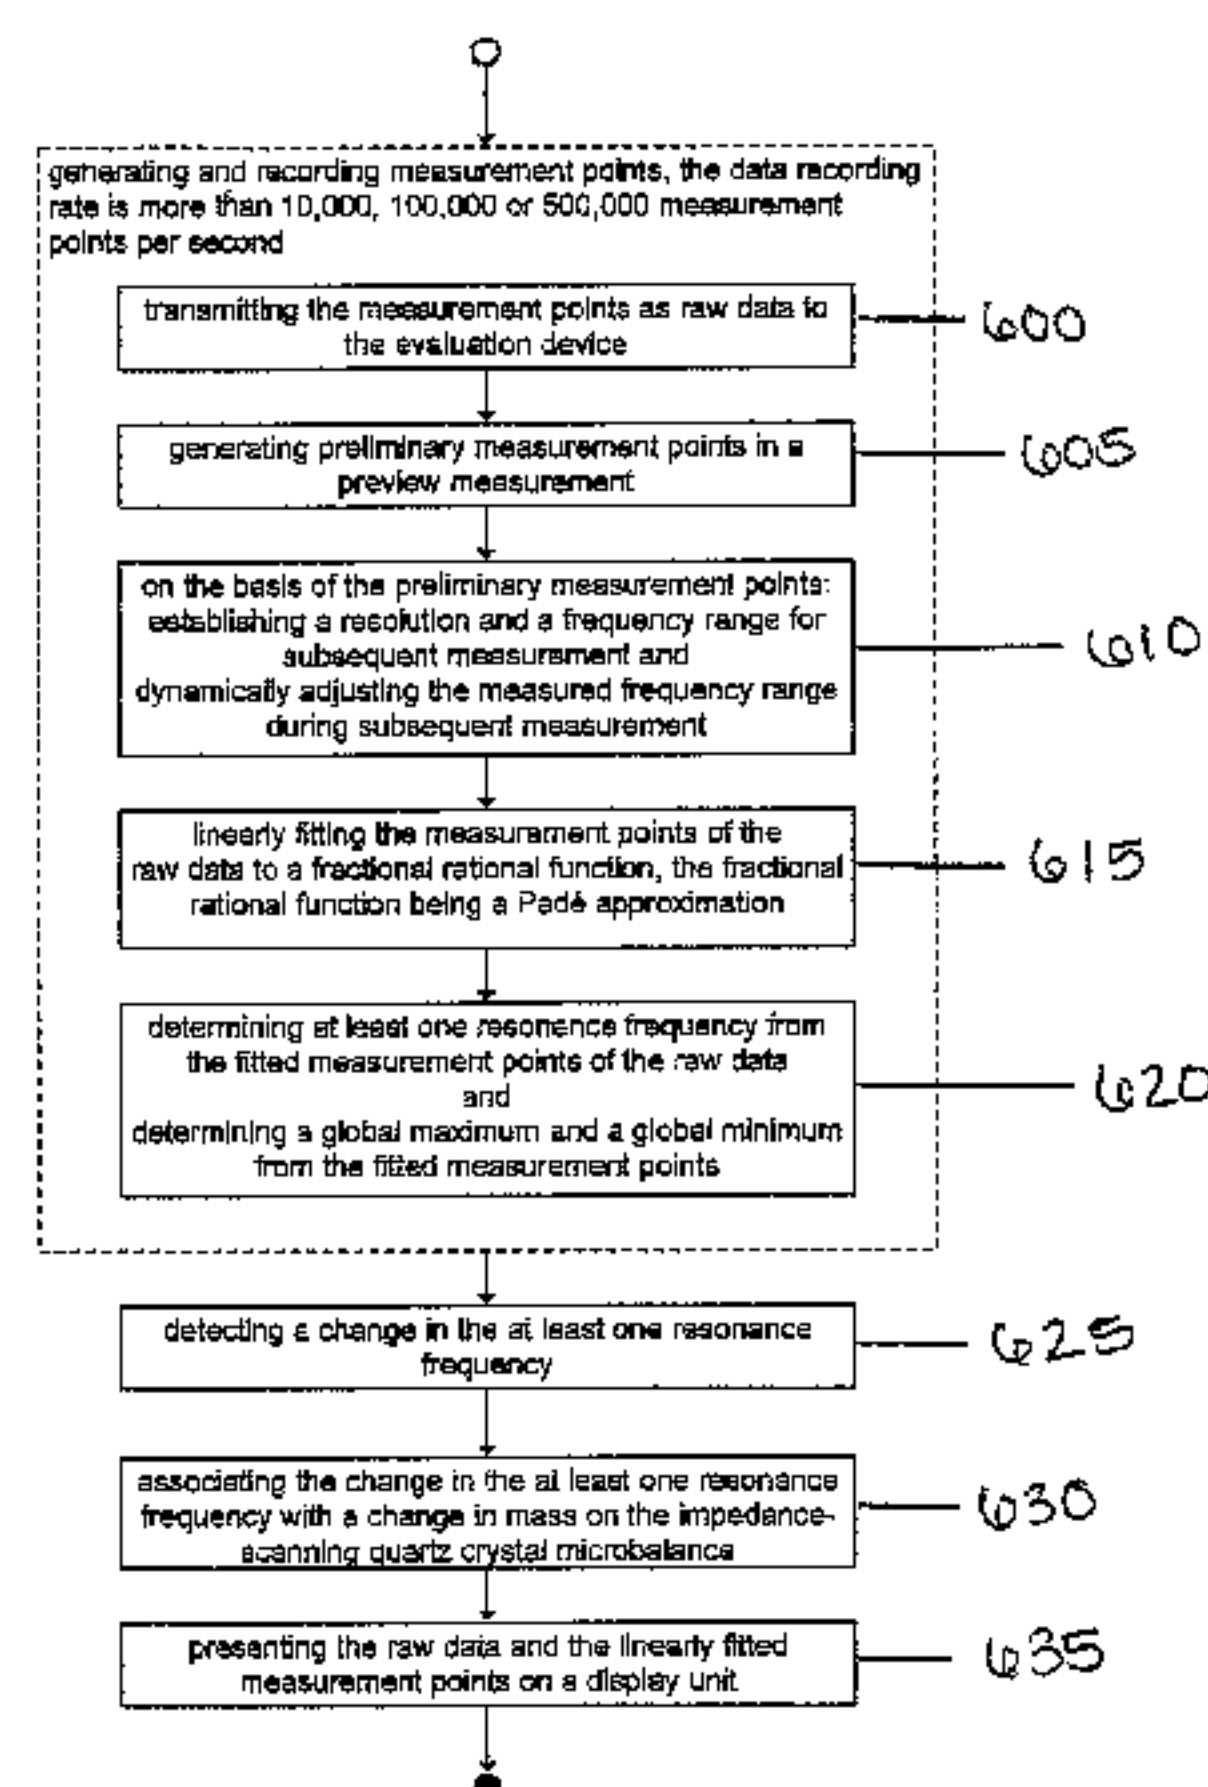 generating and recording measurement points, the data recording
rate is more than 10,000, 100,000 or 500,000 measurement
points per second
transmitting the measurement points as raw data to
the evaluation device
600
generating preliminary measurement points in a
preview measurement
605
on the basis of the preliminary measurement points:
establishing a resolution and a frequency range for
subsequent measurement and
dynamically adjusting the measured frequency range
during subsequent measurement
610
linearly fitting the measurement points of the
raw data to a fractional rational function, the fractional
rational function being a Padé approximation
615
determining at least one resonance frequency from
the fitted measurement points of the raw data
and
determining a global maximum and a global minimum
from the fitted measurement points
620
detecting a change in the at least one resonance
frequency
625
associating the change in the at least one resonance
frequency with a change in mass on the impedance-
scanning quartz crystal microbalance
630
presenting the raw data and the linearly fitted
measurement points on a display unit
635